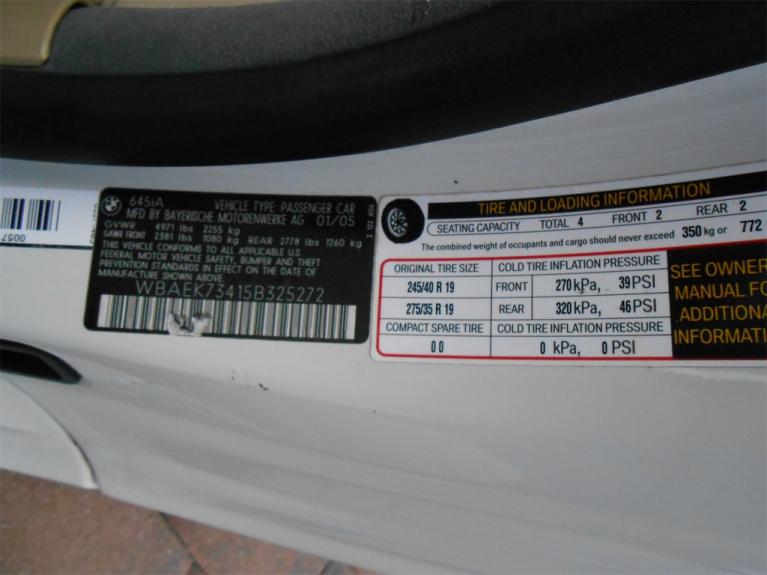 0057
BMW
645iA VEHICLE TYPE: PASSENGER CAR
MFD BY BAYERISCHE MOTORENWERKE AG 01/05
GVWR 4971 lbs 2255 kg
GAWR FRONT 2381 lbs 1080 kg REAR 2778 lbs 1260 kg
THIS VEHICLE CONFORMS TO ALL APPLICABLE U.S.
FEDERAL MOTOR VEHICLE SAFETY, BUMPER AND THEFT
PREVENTION STANDARDS IN EFFECT ON THE DATE OF
MANUFACTURE SHOWN ABOVE.
WBAEK73415B325272
TIRE AND LOADING INFORMATION
SEATING CAPACITY TOTAL 4 FRONT 2 REAR 2
The combined weight of occupants and cargo should never exceed 350 kg or 772
ORIGINAL TIRE SIZE COLD TIRE INFLATION PRESSURE
245/40 R 19 FRONT 270 kPa, 39 PSI
275/35 R 19 REAR 320 kPa, 46 PSI
COMPACT SPARE TIRE COLD TIRE INFLATION PRESSURE
0 0 0 kPa, 0 PSI
SEE OWNER
MANUAL FO
ADDITIONA
INFORMATI